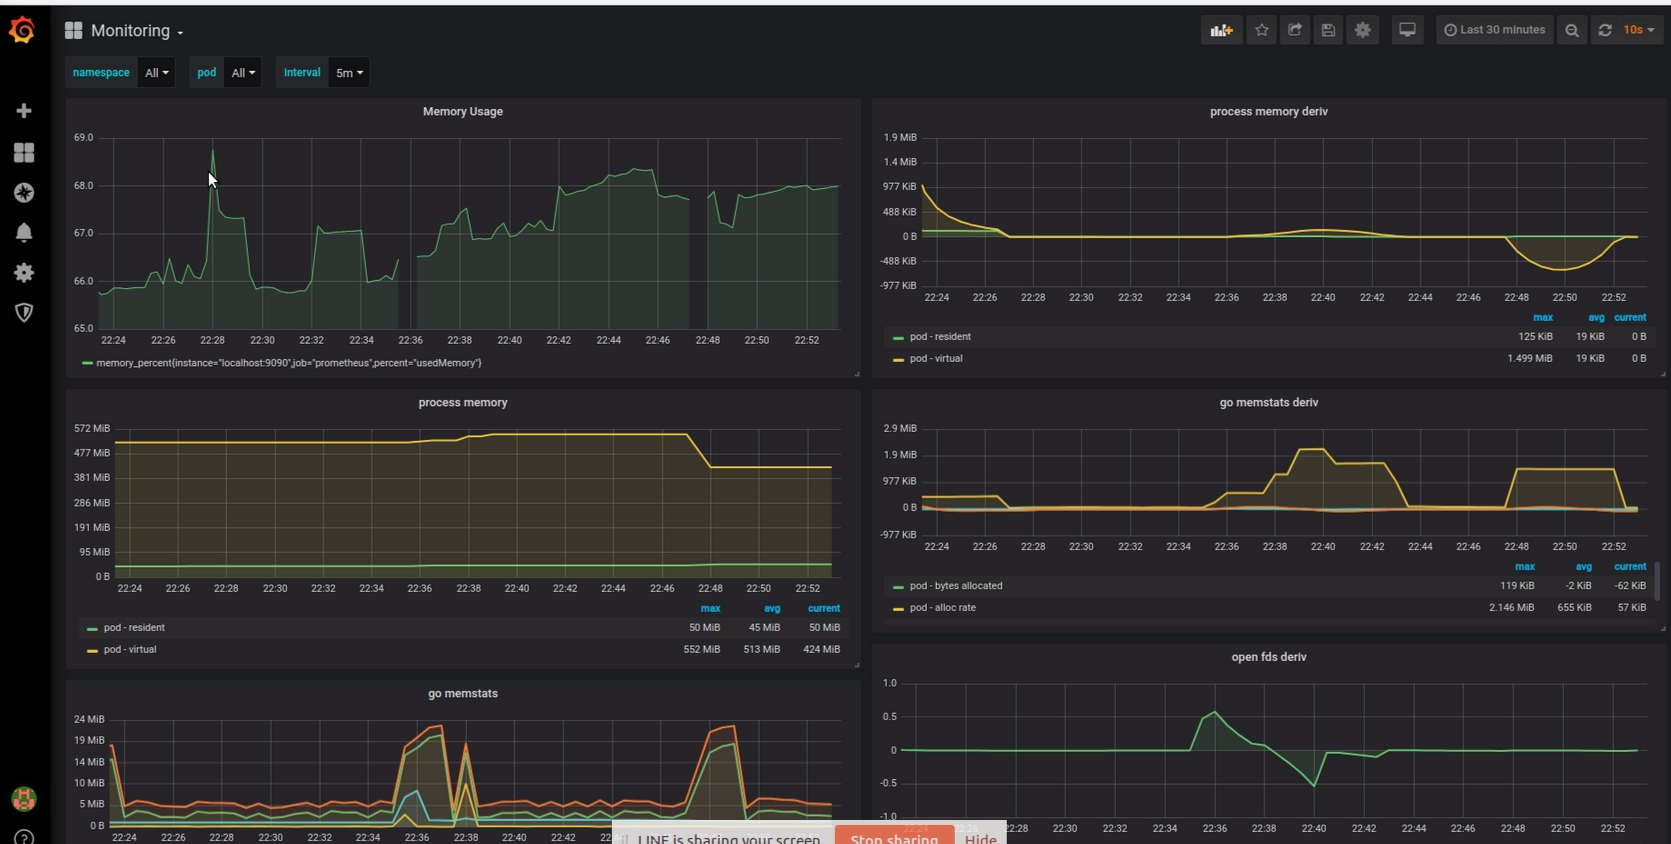 Monitoring
Last 30 minutes
10s
namespace All pod All interval 5m
Memory Usage
69.0
68.0
67.0
66.0
65.0
22:24 22:26 22:28 22:30 22:32 22:34 22:36 22:38 22:40 22:42 22:44 22:46 22:48 22:50 22:52
memory_percent{instance="localhost:9090",job="prometheus",percent="usedMemory"}
process memory deriv
1.9 MiB
1.4 MiB
977 KiB
488 KiB
0 B
-488 KiB
-977 KiB
22:24 22:26 22:28 22:30 22:32 22:34 22:36 22:38 22:40 22:42 22:44 22:46 22:48 22:50 22:52
max avg current
pod - resident 125 KiB 19 KiB 0 B
pod - virtual 1.499 MiB 19 KiB 0 B
process memory
572 MiB
477 MiB
381 MiB
286 MiB
191 MiB
95 MiB
0 B
22:24 22:26 22:28 22:30 22:32 22:34 22:36 22:38 22:40 22:42 22:44 22:46 22:48 22:50 22:52
max avg current
pod - resident 50 MiB 45 MiB 50 MiB
pod - virtual 552 MiB 513 MiB 424 MiB
go memstats deriv
2.9 MiB
1.9 MiB
977 KiB
0 B
-977 KiB
22:24 22:26 22:28 22:30 22:32 22:34 22:36 22:38 22:40 22:42 22:44 22:46 22:48 22:50 22:52
max avg current
pod - bytes allocated 119 KiB -2 KiB -62 KiB
pod - alloc rate 2.146 MiB 655 KiB 57 KiB
go memstats
24 MiB
19 MiB
14 MiB
10 MiB
5 MiB
0 B
22:24 22:26 22:28 22:30 22:32 22:34 22:36 22:38 22:40 22:42
open fds deriv
1.0
0.5
0
-0.5
-1.0
22:24 22:26 22:28 22:30 22:32 22:34 22:36 22:38 22:40 22:42 22:44 22:46 22:48 22:50 22:52
LINE is sharing your screen. Stop sharing Hide